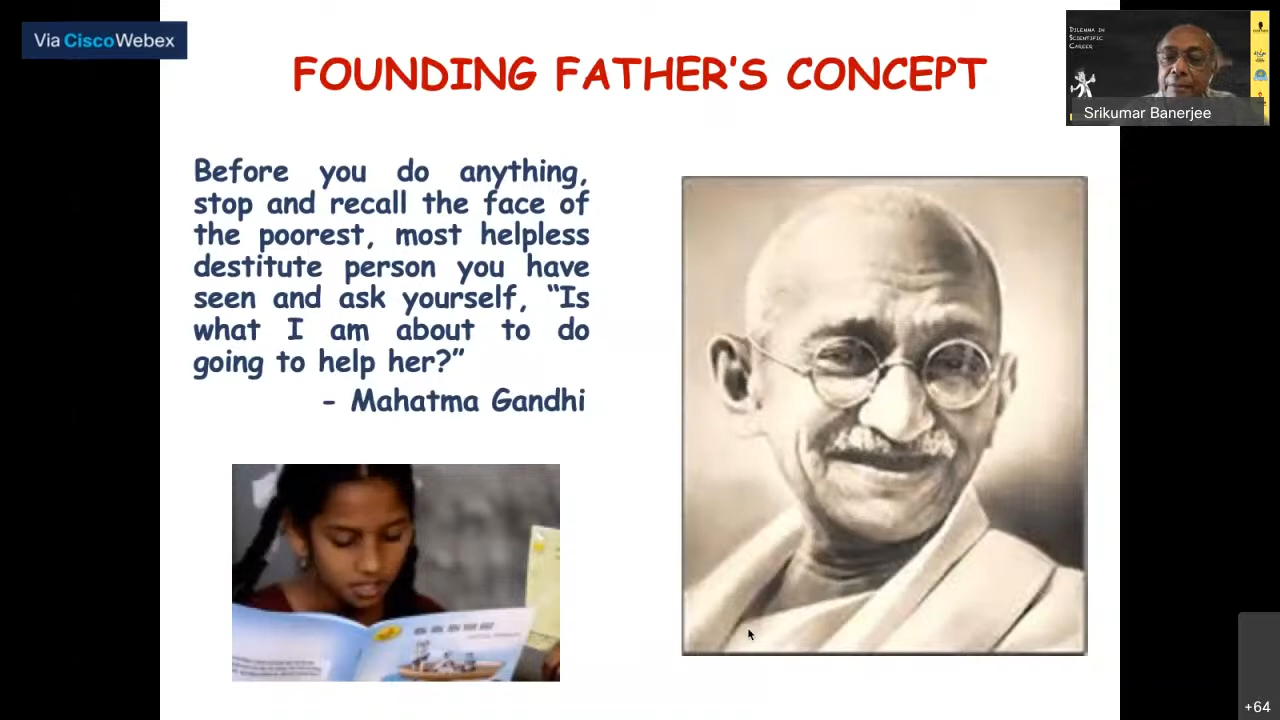 Via CiscoWebex
FOUNDING FATHER'S CONCEPT
DILEMMA IN
SCIENTIFIC
CAREER
Srikumar Banerjee
Before you do anything,
stop and recall the face of
the poorest, most helpless
destitute person you have
seen and ask yourself, "Is
what I am about to do
going to help her?"
- Mahatma Gandhi
+64